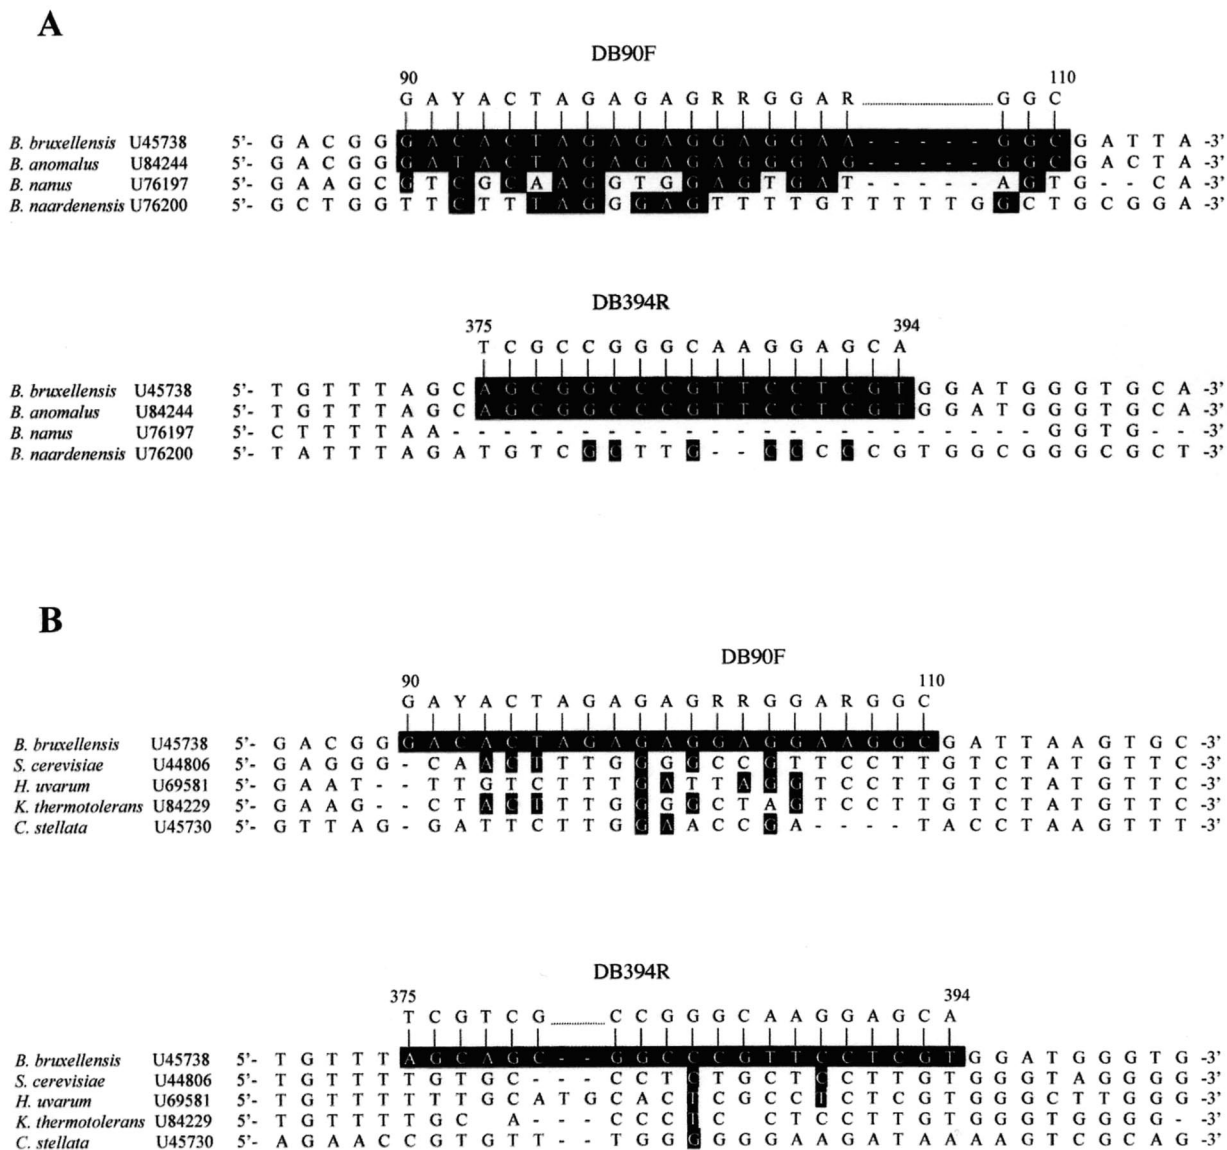 A
DB90F
90 110
G A Y A C T A G A G A G R R G G A R G G C
B. bruxellensis U45738 5'- G A C G G G A C A C T A G A G A G G A G G A A - - - - - G G C G A T T A -3'
B. anomalus U84244 5'- G A C G G G A T A C T A G A G A G A G G G A G - - - - - G G C G A C T A -3'
B. nanus U76197 5'- G A A G C G T C G C A A G G T G G A G T G A T - - - - - A G T G - - C A -3'
B. naardenensis U76200 5'- G C T G G T T C T T T A G G G A G T T T T G T T T T T G G C T G C G G A -3'
DB394R
375 394
T C G C C G G G C A A G G A G C A
B. bruxellensis U45738 5'- T G T T T A G C A G C G G C C C G T T C C T C G T G G A T G G G T G C A -3'
B. anomalus U84244 5'- T G T T T A G C A G C G G C C C G T T C C T C G T G G A T G G G T G C A -3'
B. nanus U76197 5'- C T T T T A A - - - - - - - - - - - - - - - - - - - - - - - G G T G - - -3'
B. naardenensis U76200 5'- T A T T T A G A T G T C G C T T G - - C C C C C G T G G C G G G C G C T -3'
B
DB90F
90 110
G A Y A C T A G A G A G R R G G A R G G C
B. bruxellensis U45738 5'- G A C G G G A C A C T A G A G A G G A G G A A G G C G A T T A A G T G C -3'
S. cerevisiae U44806 5'- G A G G G - C A A C T T T G G G G C C G T T C C T T G T C T A T G T T C -3'
H. uvarum U69581 5'- G A A T - - T T G T C T T T G A T T A G G T C C T T G T C T A T G T T C -3'
K. thermotolerans U84229 5'- G A A G - - C T A C T T T G G G G C T A G T C C T T G T C T A T G T T C -3'
C. stellata U45730 5'- G T T A G - G A T T C T T G G A A C C G A - - - - T A C C T A A G T T T -3'
DB394R
375 394
T C G T C G C C G G G C A A G G A G C A
B. bruxellensis U45738 5'- T G T T T A G C A G C - - G G C C C G T T C C T C G T G G A T G G G T G -3'
S. cerevisiae U44806 5'- T G T T T T G T G C - - - C C T C T G C T C C T T G T G G G T A G G G G -3'
H. uvarum U69581 5'- T G T T T T T T G C A T G C A C T C G C C T C T C G T G G G C T T G G G -3'
K. thermotolerans U84229 5'- T G T T T T G C A - - - C C C T C C T C C T T G T G G G T G G G G - -3'
C. stellata U45730 5'- A G A A C C G T G T T - - T G G G G G G A A G A T A A A A G T C G C A G -3'